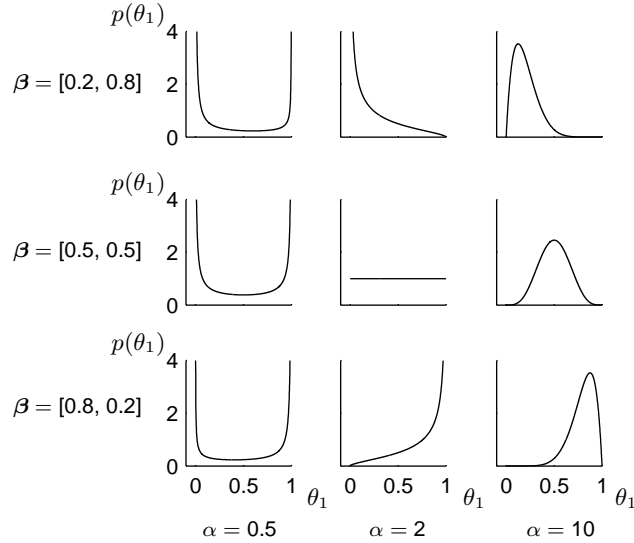 p(θ₁)
4
β = [0.2, 0.8]
2
0
p(θ₁)
4
β = [0.5, 0.5]
2
0
p(θ₁)
4
β = [0.8, 0.2]
2
0
0 0.5 1 0 0.5 1 0 0.5 1
θ₁ θ₁ θ₁
α = 0.5 α = 2 α = 10